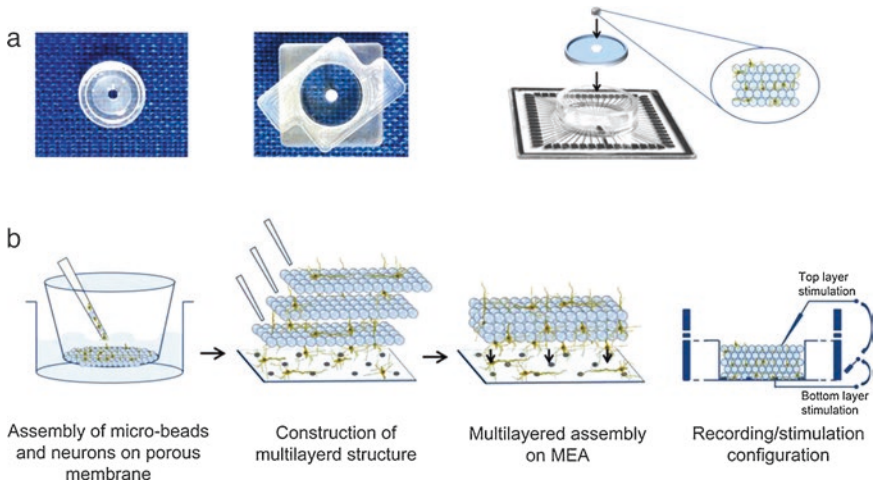 a
b
Top layer
stimulation
Bottom layer
stimulation
Assembly of micro-beads
and neurons on porous
membrane
Construction of
multilayerd structure
Multilayered assembly
on MEA
Recording/stimulation
configuration